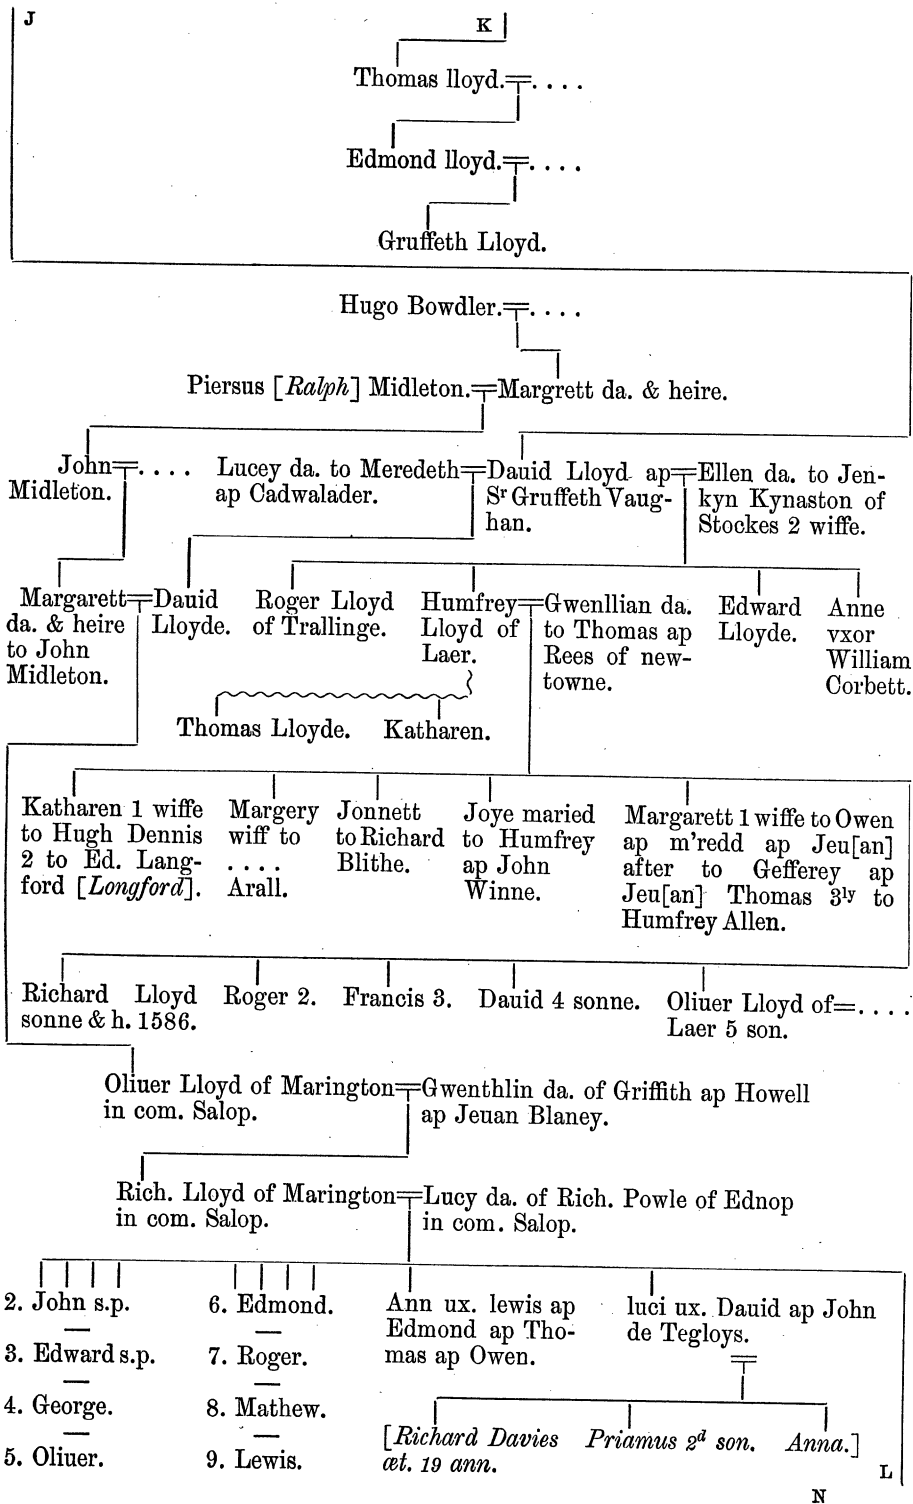 J
K
Thomas lloyd.=. . . .
Edmond lloyd.=. . . .
Gruffeth Lloyd.
Hugo Bowdler.=. . . .
Piersus [Ralph] Midleton.=Margrett da. & heire.
John=. . . .
Midleton.
Lucey da. to Meredeth=
ap Cadwalader.
Dauid Lloyd ap=
Sr Gruffeth Vaug-
han.
Ellen da. to Jen-
kyn Kynaston of
Stockes 2 wiffe.
Margarett=
da. & heire
to John
Midleton.
Dauid
Lloyde.
Roger Lloyd
of Trallinge.
Humfrey=
Lloyd of
Laer.
Gwenllian da.
to Thomas ap
Rees of new-
towne.
Edward
Lloyde.
Anne
vxor
William
Corbett.
Thomas Lloyde.
Katharen.
Katharen 1 wiffe
to Hugh Dennis
2 to Ed. Lang-
ford [Longford].
Margery
wiff to
. . . .
Arall.
Jonnett
to Richard
Blithe.
Joye maried
to Humfrey
ap John
Winne.
Margarett 1 wiffe to Owen
ap m'redd ap Jeu[an]
after to Gefferey ap
Jeu[an] Thomas 3ly to
Humfrey Allen.
Richard Lloyd
sonne & h. 1586.
Roger 2.
Francis 3.
Dauid 4 sonne.
Oliuer Lloyd of=. . . .
Laer 5 son.
Oliuer Lloyd of Marington=
in com. Salop.
Gwenthlin da. of Griffith ap Howell
ap Jeuan Blaney.
Rich. Lloyd of Marington=
in com. Salop.
Lucy da. of Rich. Powle of Ednop
in com. Salop.
2. John s.p.
3. Edward s.p.
4. George.
5. Oliuer.
6. Edmond.
7. Roger.
8. Mathew.
9. Lewis.
Ann ux. lewis ap
Edmond ap Tho-
mas ap Owen.
luci ux. Dauid ap John
de Tegloys.
=
[Richard Davies
æt. 19 ann.
Priamus 2d son.
Anna.]
L
N